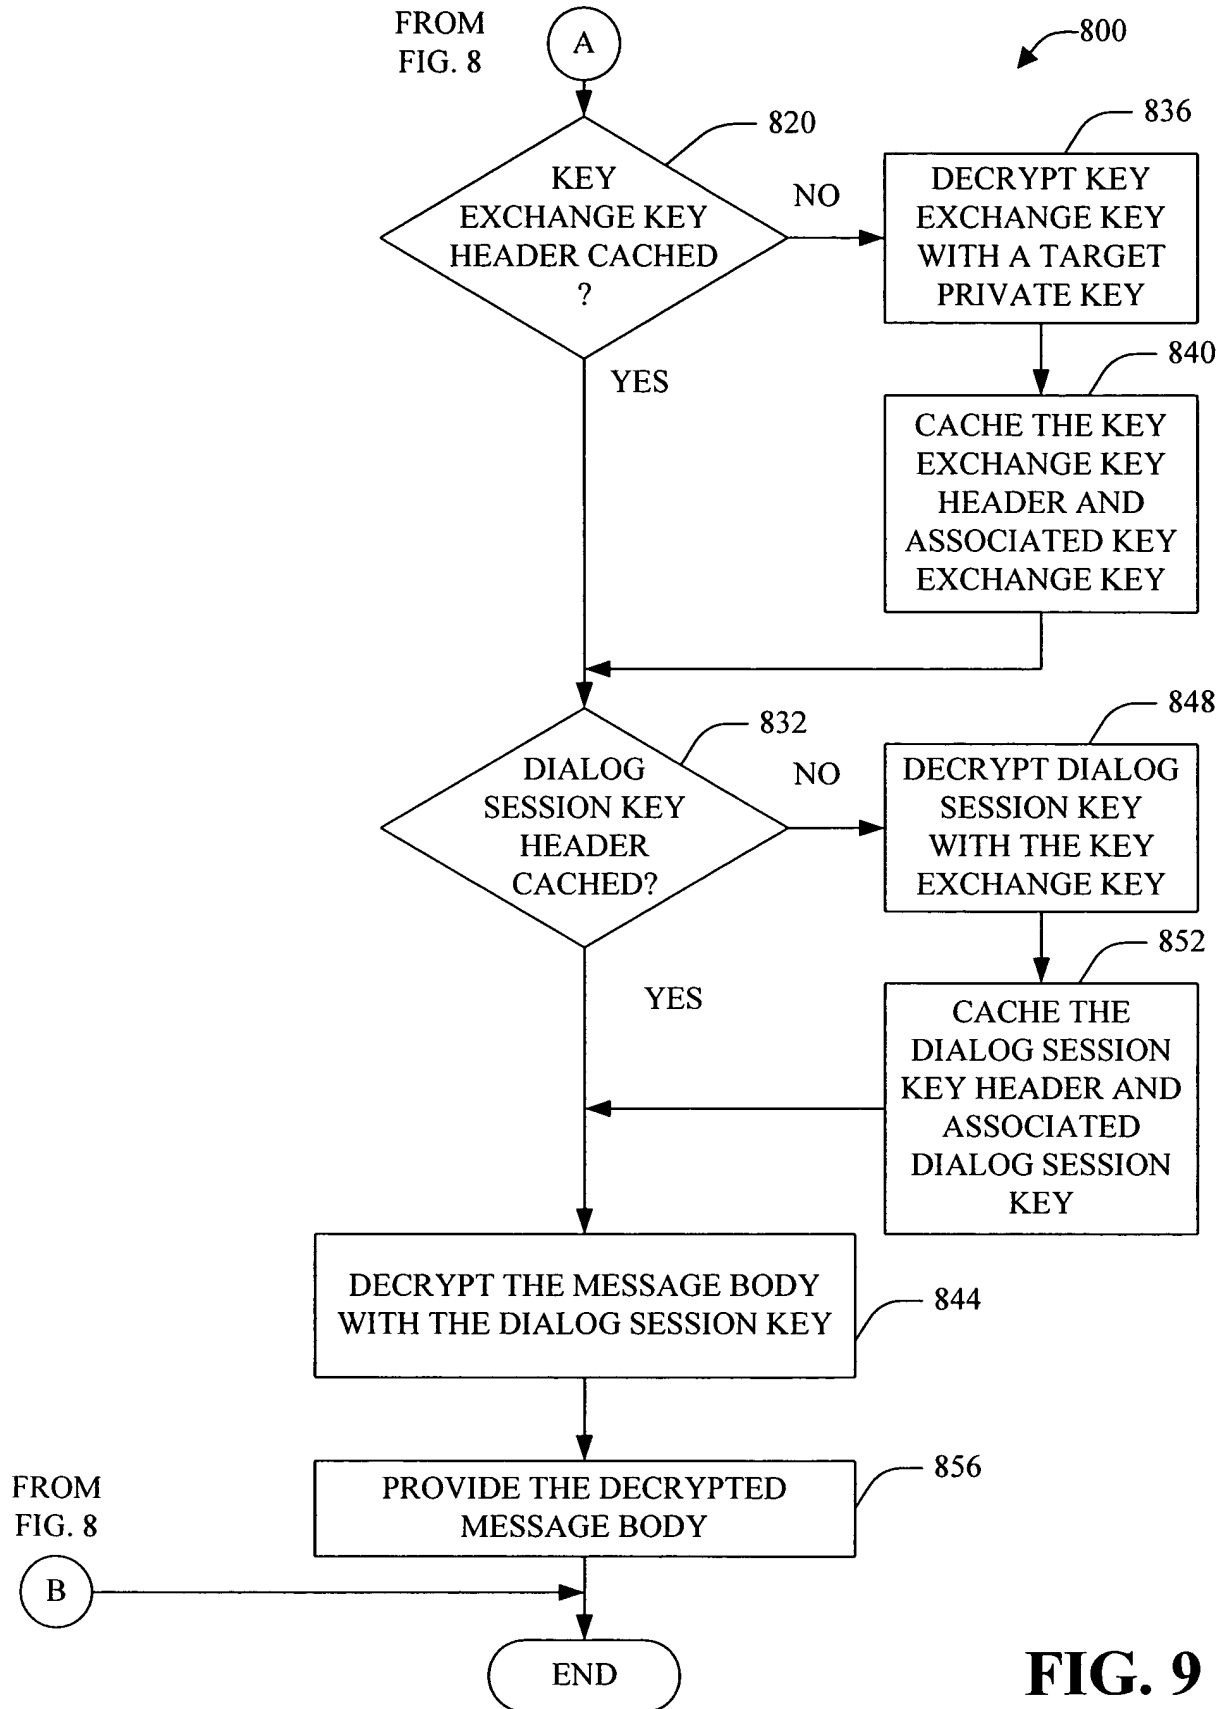 FROM
FIG. 8
A
800
820
KEY
EXCHANGE KEY
HEADER CACHED
?
NO
836
DECRYPT KEY
EXCHANGE KEY
WITH A TARGET
PRIVATE KEY
YES
840
CACHE THE KEY
EXCHANGE KEY
HEADER AND
ASSOCIATED KEY
EXCHANGE KEY
832
DIALOG
SESSION KEY
HEADER
CACHED?
NO
848
DECRYPT DIALOG
SESSION KEY
WITH THE KEY
EXCHANGE KEY
YES
852
CACHE THE
DIALOG SESSION
KEY HEADER AND
ASSOCIATED
DIALOG SESSION
KEY
DECRYPT THE MESSAGE BODY
WITH THE DIALOG SESSION KEY
844
PROVIDE THE DECRYPTED
MESSAGE BODY
856
FROM
FIG. 8
B
END
FIG. 9